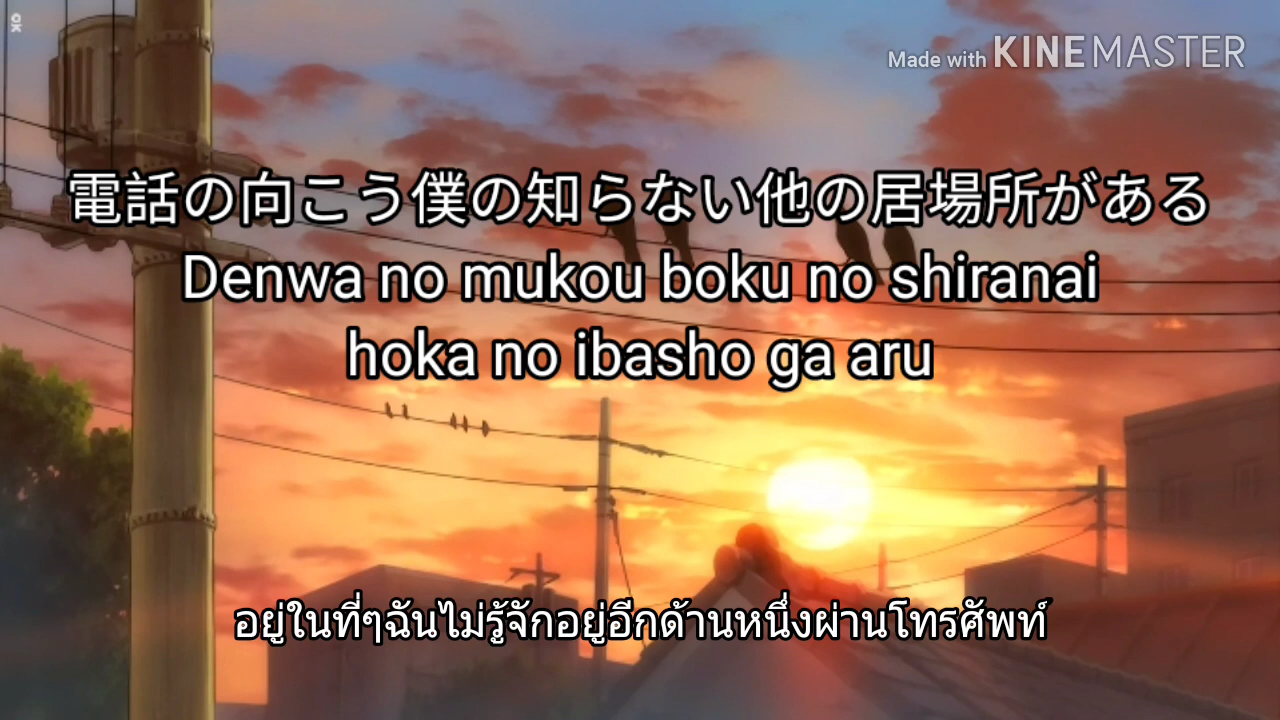 OK
Made with KINEMASTER
電話の向こう僕の知らない他の居場所がある
Denwa no mukou boku no shiranai
hoka no ibasho ga aru
อยู่ในที่ๆฉันไม่รู้จักอยู่อีกด้านหนึ่งผ่านโทรศัพท์